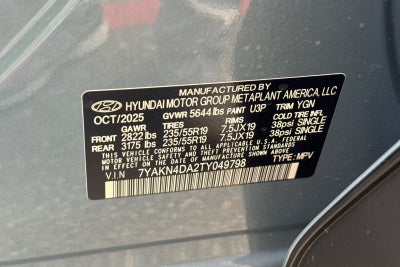 MANUFACTURED BY
HYUNDAI MOTOR GROUP METAPLANT AMERICA, LLC
OCT/2025 GVWR 5644 lbs PAINT U3P TRIM YGN
GAWR TIRES RIMS COLD TIRE INFL
FRONT 2822 lbs 235/55R19 7.5JX19 38psi SINGLE
REAR 3175 lbs 235/55R19 7.5JX19 38psi SINGLE
THIS VEHICLE CONFORMS TO ALL APPLICABLE U.S.A. FEDERAL
MOTOR VEHICLE SAFETY STANDARDS IN EFFECT ON
THE DATE OF MANUFACTURE SHOWN ABOVE.
V.I.N 7YAKN4DA2TY049798 TYPE:MPV